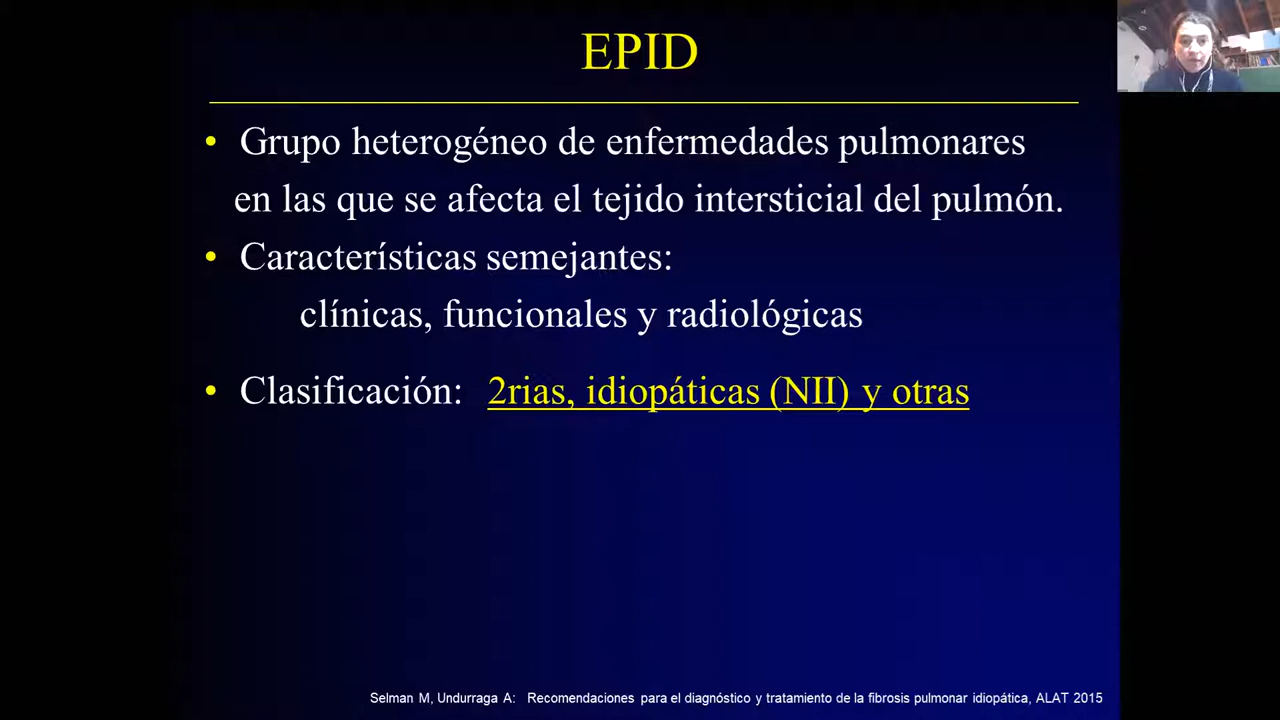 EPID
• Grupo heterogéneo de enfermedades pulmonares
en las que se afecta el tejido intersticial del pulmón.
• Características semejantes:
clínicas, funcionales y radiológicas
• Clasificación: 2rias, idiopáticas (NII) y otras
Selman M, Undurraga A: Recomendaciones para el diagnóstico y tratamiento de la fibrosis pulmonar idiopática, ALAT 2015